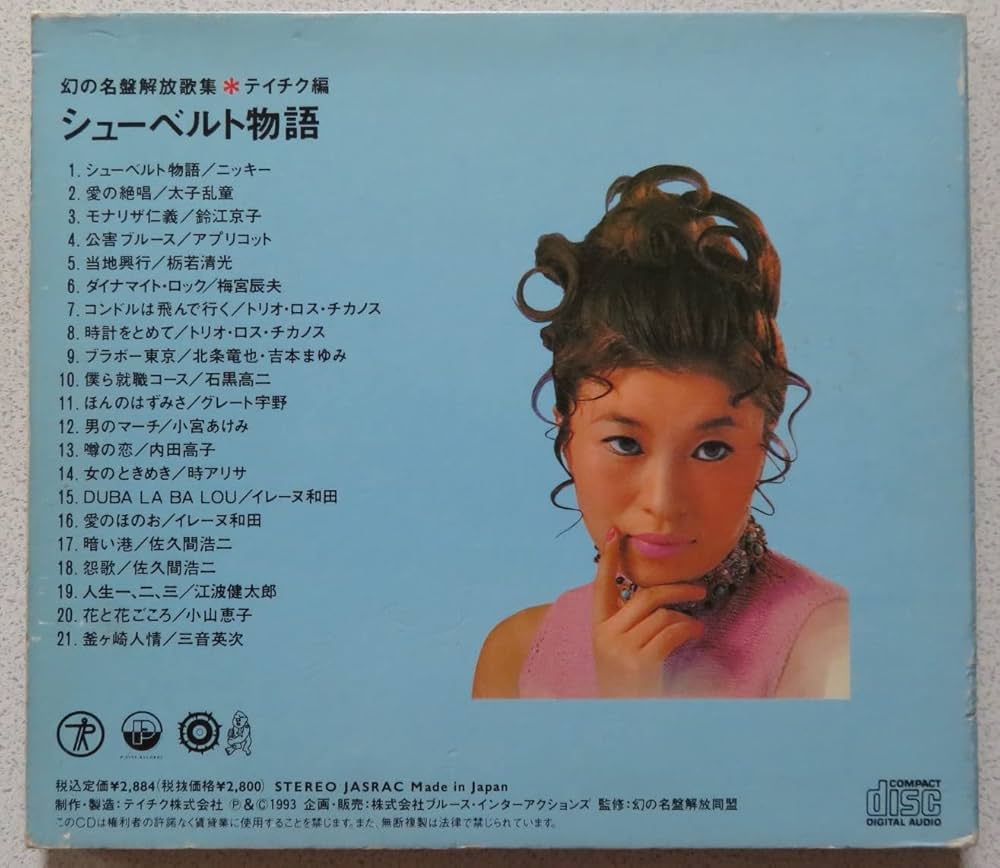 幻の名盤解放歌集＊テイチク編
シューベルト物語
1. シューベルト物語／ニッキー
2. 愛の絶唱／太子乱童
3. モナリザ仁義／鈴江京子
4. 公害ブルース／アプリコット
5. 当地興行／栃若清光
6. ダイナマイト・ロック／梅宮辰夫
7. コンドルは飛んで行く／トリオ・ロス・チカノス
8. 時計をとめて／トリオ・ロス・チカノス
9. ブラボー東京／北条竜也・吉本まゆみ
10. 僕ら就職コース／石黒高二
11. ほんのはずみさ／グレート宇野
12. 男のマーチ／小宮あけみ
13. 噂の恋／内田高子
14. 女のときめき／時アリサ
15. DUBA LA BA LOU／イレーヌ和田
16. 愛のほのお／イレーヌ和田
17. 暗い港／佐久間浩二
18. 怨歌／佐久間浩二
19. 人生一、二、三／江波健太郎
20. 花と花ごころ／小山恵子
21. 釜ヶ崎人情／三音英次
税込定価¥2,884(税抜価格¥2,800) STEREO JASRAC Made in Japan
制作・製造：テイチク株式会社 Ⓟ&Ⓒ1993 企画・販売：株式会社ブルース・インターアクションズ 監修：幻の名盤解放同盟
このCDは権利者の許諾なく賃貸業に使用することを禁じます。また、無断複製は法律で禁じられています。
COMPACT
disc
DIGITAL AUDIO